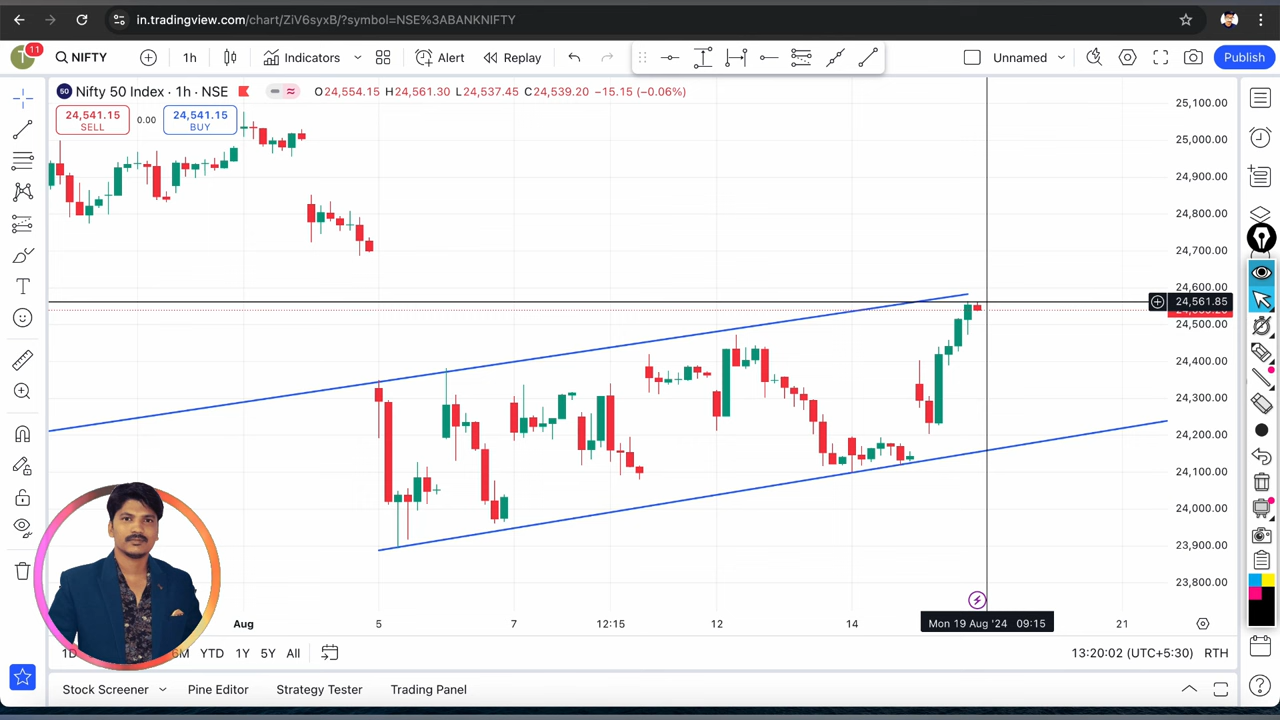 in.tradingview.com/chart/ZiV6syxB/?symbol=NSE%3ABANKNIFTY
T 11 NIFTY 1h Indicators Alert Replay Unnamed Publish
50 Nifty 50 Index · 1h · NSE O24,554.15 H24,561.30 L24,537.45 C24,539.20 −15.15 (−0.06%)
24,541.15 SELL 0.00 24,541.15 BUY
25,100.00
25,000.00
24,900.00
24,800.00
24,700.00
24,600.00
24,561.85
24,500.00
24,400.00
24,300.00
24,200.00
24,100.00
24,000.00
23,900.00
23,800.00
Aug 5 7 12:15 12 14 Mon 19 Aug '24 09:15 21
1D 6M YTD 1Y 5Y All 13:20:02 (UTC+5:30) RTH
Stock Screener Pine Editor Strategy Tester Trading Panel